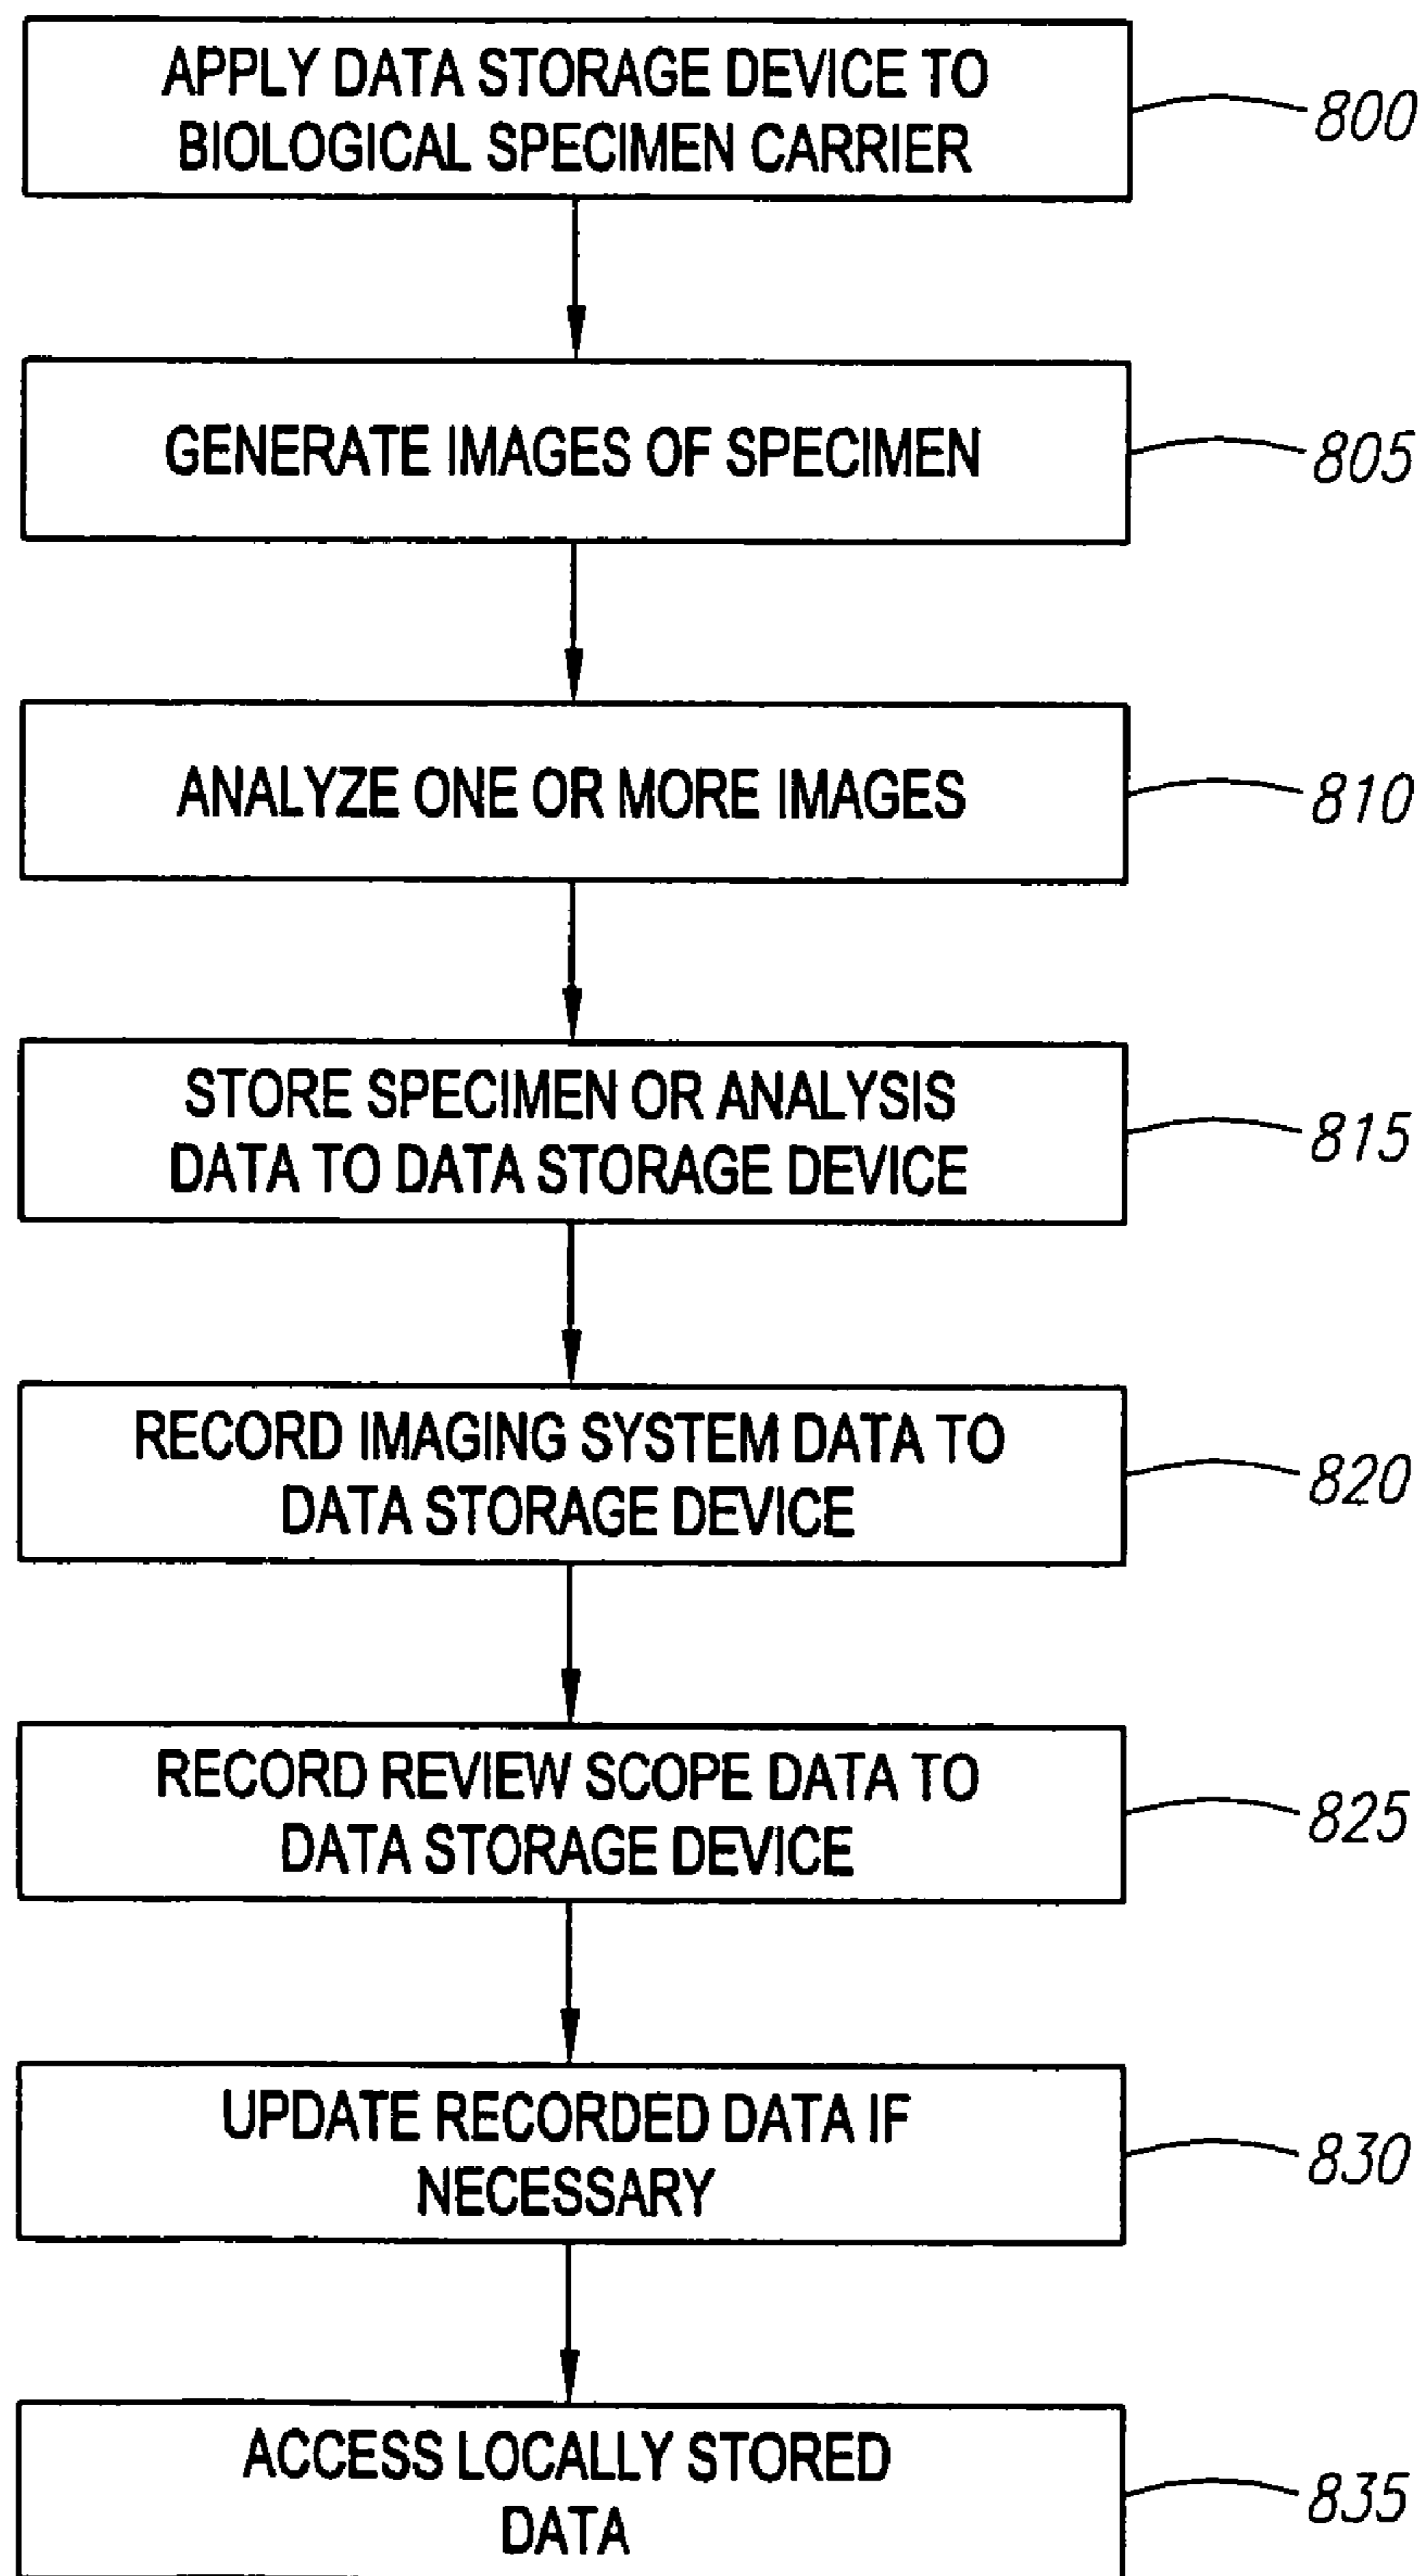 APPLY DATA STORAGE DEVICE TO
BIOLOGICAL SPECIMEN CARRIER
800
GENERATE IMAGES OF SPECIMEN
805
ANALYZE ONE OR MORE IMAGES
810
STORE SPECIMEN OR ANALYSIS
DATA TO DATA STORAGE DEVICE
815
RECORD IMAGING SYSTEM DATA TO
DATA STORAGE DEVICE
820
RECORD REVIEW SCOPE DATA TO
DATA STORAGE DEVICE
825
UPDATE RECORDED DATA IF
NECESSARY
830
ACCESS LOCALLY STORED
DATA
835